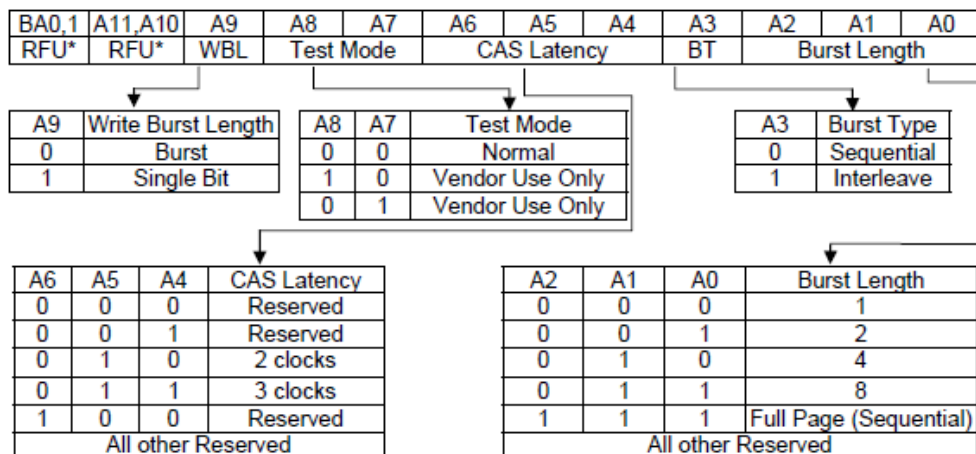 BA0,1 A11,A10 A9 A8 A7 A6 A5 A4 A3 A2 A1 A0
RFU* RFU* WBL Test Mode CAS Latency BT Burst Length
A9 Write Burst Length
0 Burst
1 Single Bit
A8 A7 Test Mode
0 0 Normal
1 0 Vendor Use Only
0 1 Vendor Use Only
A3 Burst Type
0 Sequential
1 Interleave
A6 A5 A4 CAS Latency
0 0 0 Reserved
0 0 1 Reserved
0 1 0 2 clocks
0 1 1 3 clocks
1 0 0 Reserved
All other Reserved
A2 A1 A0 Burst Length
0 0 0 1
0 0 1 2
0 1 0 4
0 1 1 8
1 1 1 Full Page (Sequential)
All other Reserved